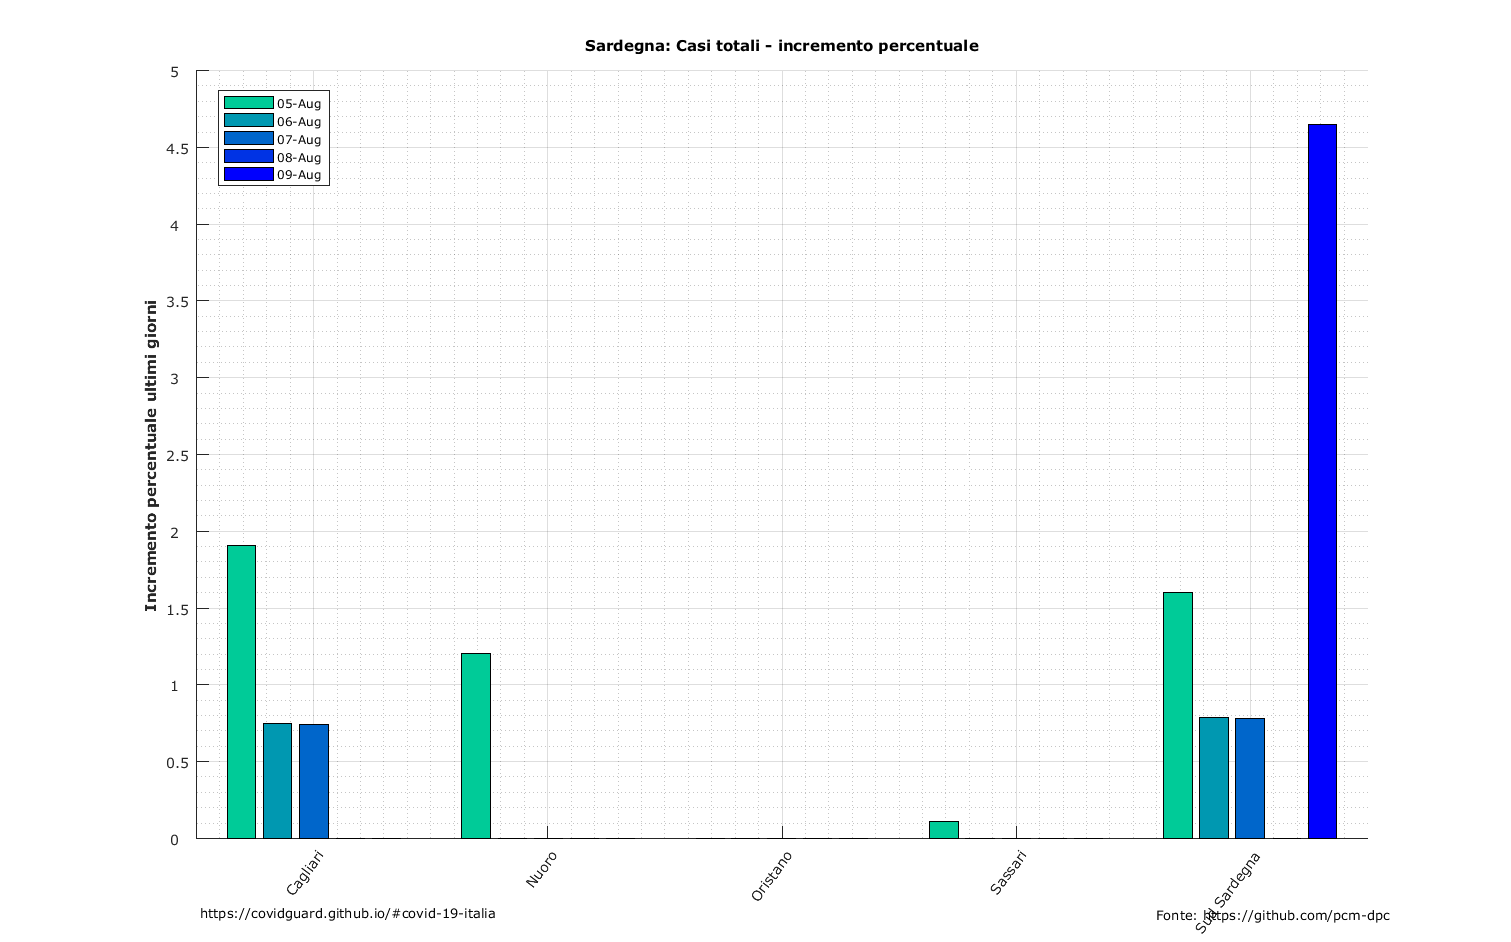 Sardegna: Casi totali - incremento percentuale
5
4.5
4
3.5
3
2.5
2
1.5
1
0.5
0
Incremento percentuale ultimi giorni
05-Aug
06-Aug
07-Aug
08-Aug
09-Aug
Cagliari
Nuoro
Oristano
Sassari
Sud Sardegna
https://covidguard.github.io/#covid-19-italia
Fonte: https://github.com/pcm-dpc